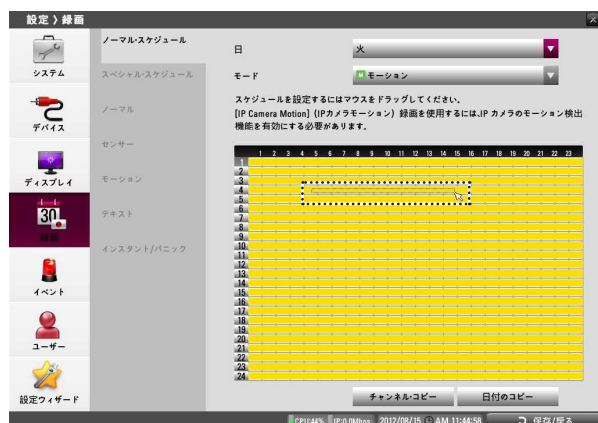 設定 〉録画
システム
デバイス
ディスプレイ
30
録画
イベント
ユーザー
設定ウィザード
ノーマル·スケジュール
スペシャル·スケジュール
ノーマル
センサー
モーション
テキスト
インスタント/パニック
日
火
モード
M モーション
スケジュールを設定するにはマウスをドラッグしてください。
[IP Camera Motion] (IPカメラモーション) 録画を使用するには、IP カメラのモーション検出
機能を有効にする必要があります。
1 2 3 4 5 6 7 8 9 10 11 12 13 14 15 16 17 18 19 20 21 22 23
1
2
3
4
5
6
7
8
9
10
11
12
13
14
15
16
17
18
19
20
21
22
23
24
チャンネル·コピー
日付のコピー
CPU:44% IP:0.0Mbps 2012/08/15 AM 11:44:58
保存/戻る